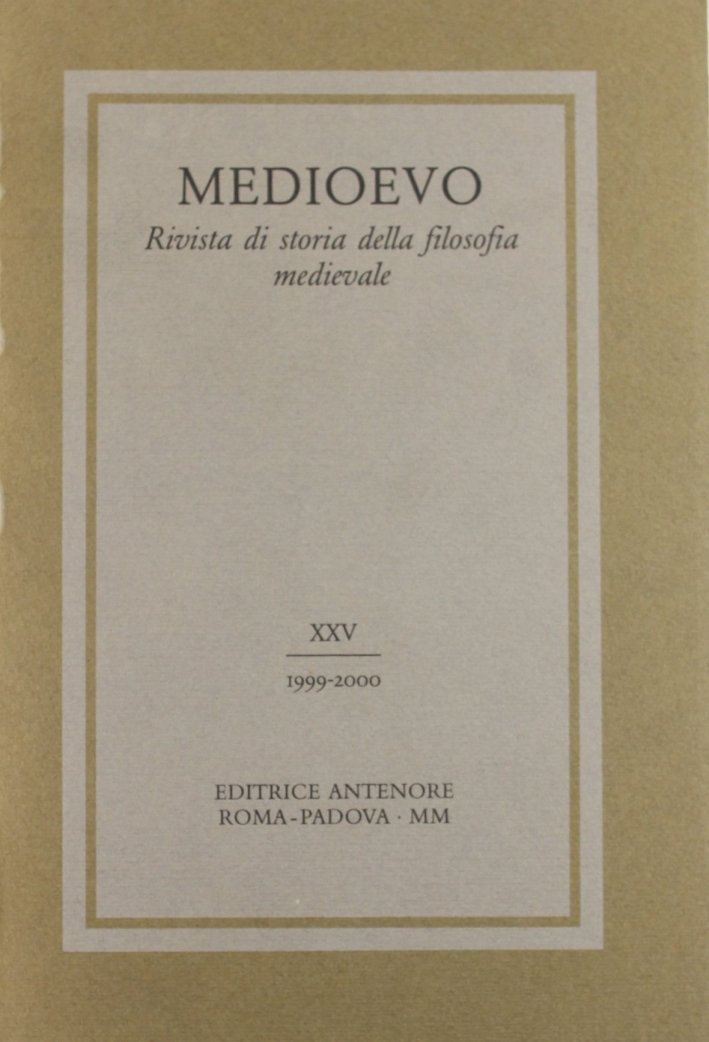 MEDIOEVO
Rivista di storia della filosofia
medievale
XXV
1999-2000
EDITRICE ANTENORE
ROMA-PADOVA · MM